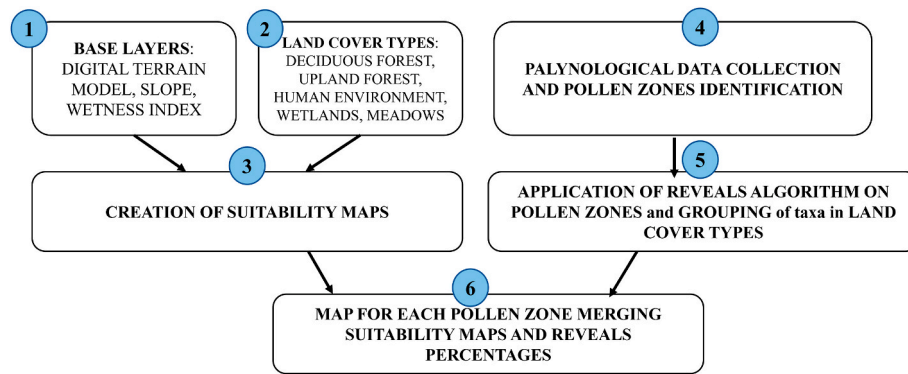 1
BASE LAYERS:
DIGITAL TERRAIN
MODEL, SLOPE,
WETNESS INDEX
2
LAND COVER TYPES:
DECIDUOUS FOREST,
UPLAND FOREST,
HUMAN ENVIRONMENT,
WETLANDS, MEADOWS
4
PALYNOLOGICAL DATA COLLECTION
AND POLLEN ZONES IDENTIFICATION
3
CREATION OF SUITABILITY MAPS
5
APPLICATION OF REVEALS ALGORITHM ON
POLLEN ZONES and GROUPING of taxa in LAND
COVER TYPES
6
MAP FOR EACH POLLEN ZONE MERGING
SUITABILITY MAPS AND REVEALS
PERCENTAGES